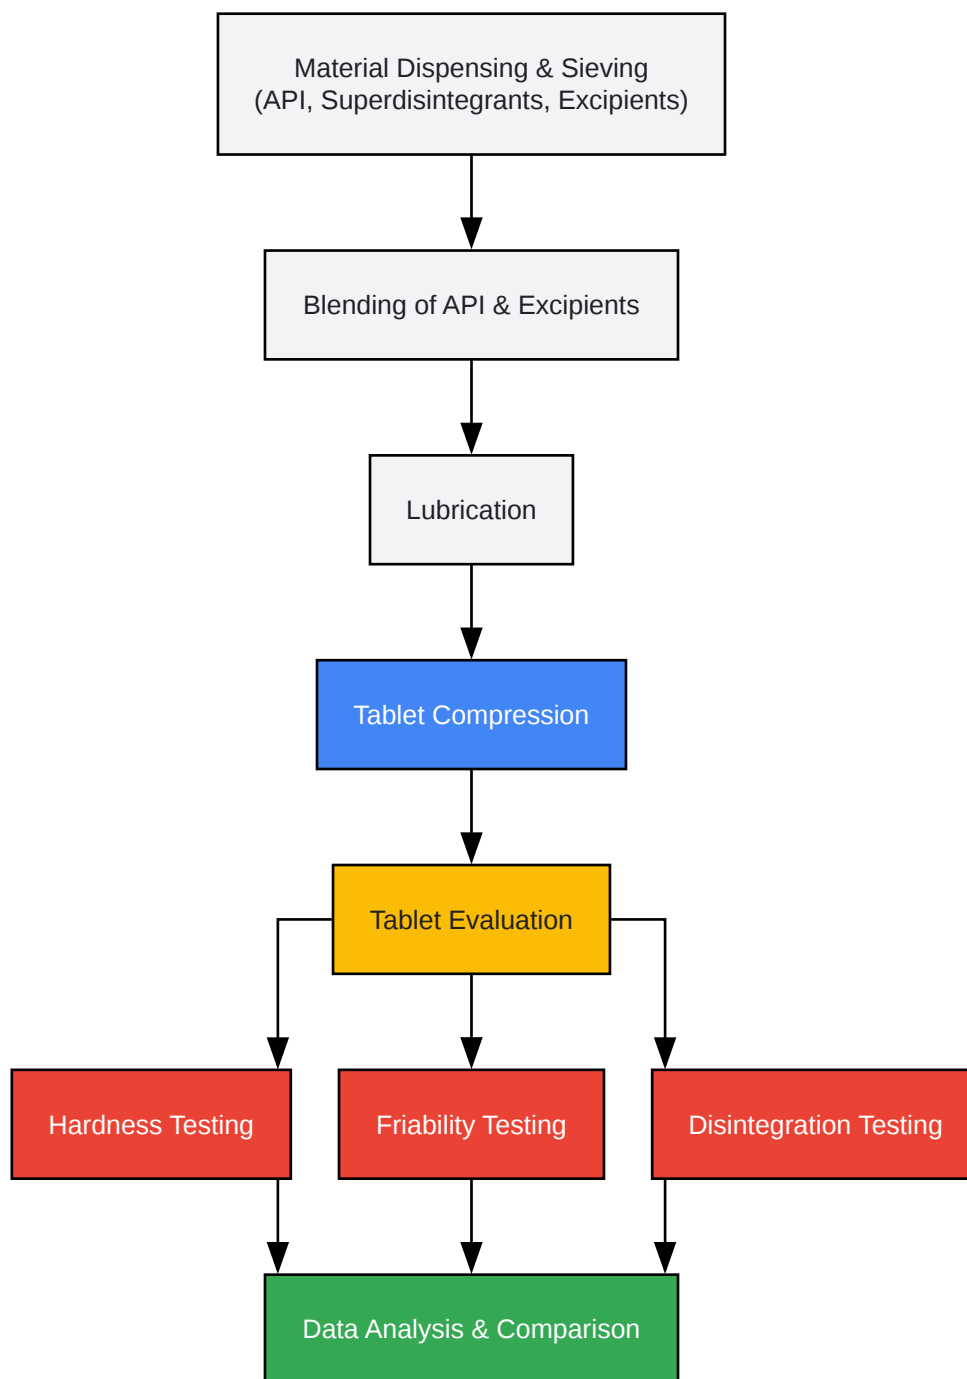 Material Dispensing & Sieving
(API, Superdisintegrants, Excipients)
Blending of API & Excipients
Lubrication
Tablet Compression
Tablet Evaluation
Hardness Testing
Friability Testing
Disintegration Testing
Data Analysis & Comparison